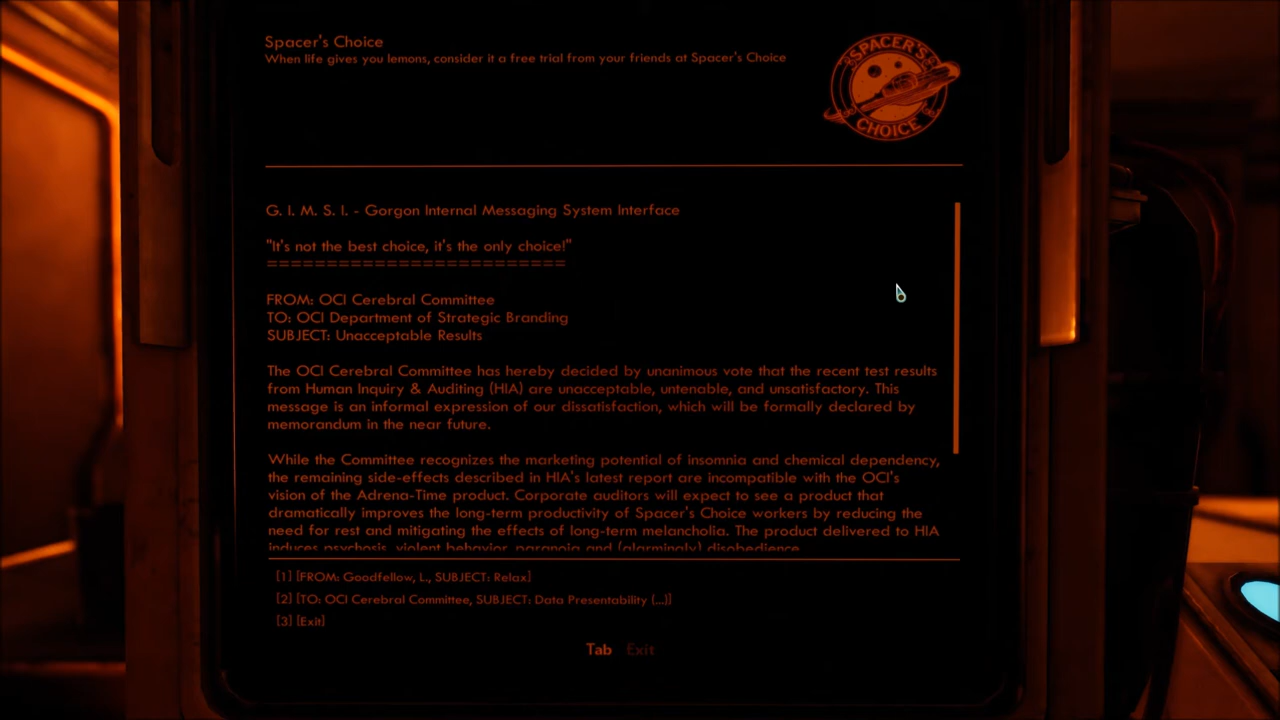 Spacer's Choice
When life gives you lemons, consider it a free trial from your friends at Spacer's Choice
SPACER'S
CHOICE
G. I. M. S. I. - Gorgon Internal Messaging System Interface
"It's not the best choice, it's the only choice!"
=========================
FROM: OCI Cerebral Committee
TO: OCI Department of Strategic Branding
SUBJECT: Unacceptable Results
The OCI Cerebral Committee has hereby decided by unanimous vote that the recent test results
from Human Inquiry & Auditing (HIA) are unacceptable, untenable, and unsatisfactory. This
message is an informal expression of our dissatisfaction, which will be formally declared by
memorandum in the near future.
While the Committee recognizes the marketing potential of insomnia and chemical dependency,
the remaining side-effects described in HIA's latest report are incompatible with the OCI's
vision of the Adrena-Time product. Corporate auditors will expect to see a product that
dramatically improves the long-term productivity of Spacer's Choice workers by reducing the
need for rest and mitigating the effects of long-term melancholia. The product delivered to HIA
induces psychosis, violent behavior, paranoia and (alarmingly) disobedience.
[1] [FROM: Goodfellow, L., SUBJECT: Relax]
[2] [TO: OCI Cerebral Committee, SUBJECT: Data Presentability (...)]
[3] [Exit]
Tab Exit